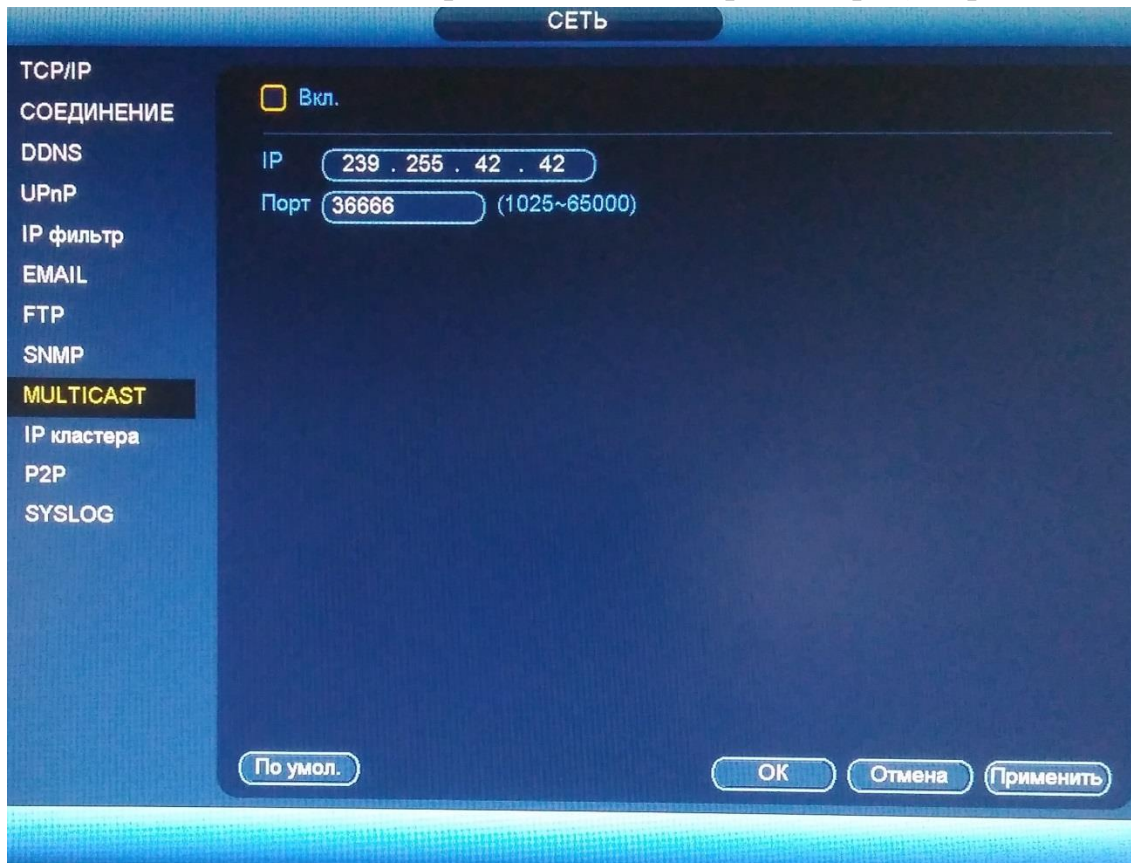 СЕТЬ
TCP/IP
СОЕДИНЕНИЕ
DDNS
UPnP
IP фильтр
EMAIL
FTP
SNMP
MULTICAST
IP кластера
P2P
SYSLOG
Вкл.
IP 239 . 255 . 42 . 42
Порт 36666 (1025~65000)
По умол. OK Отмена Применить